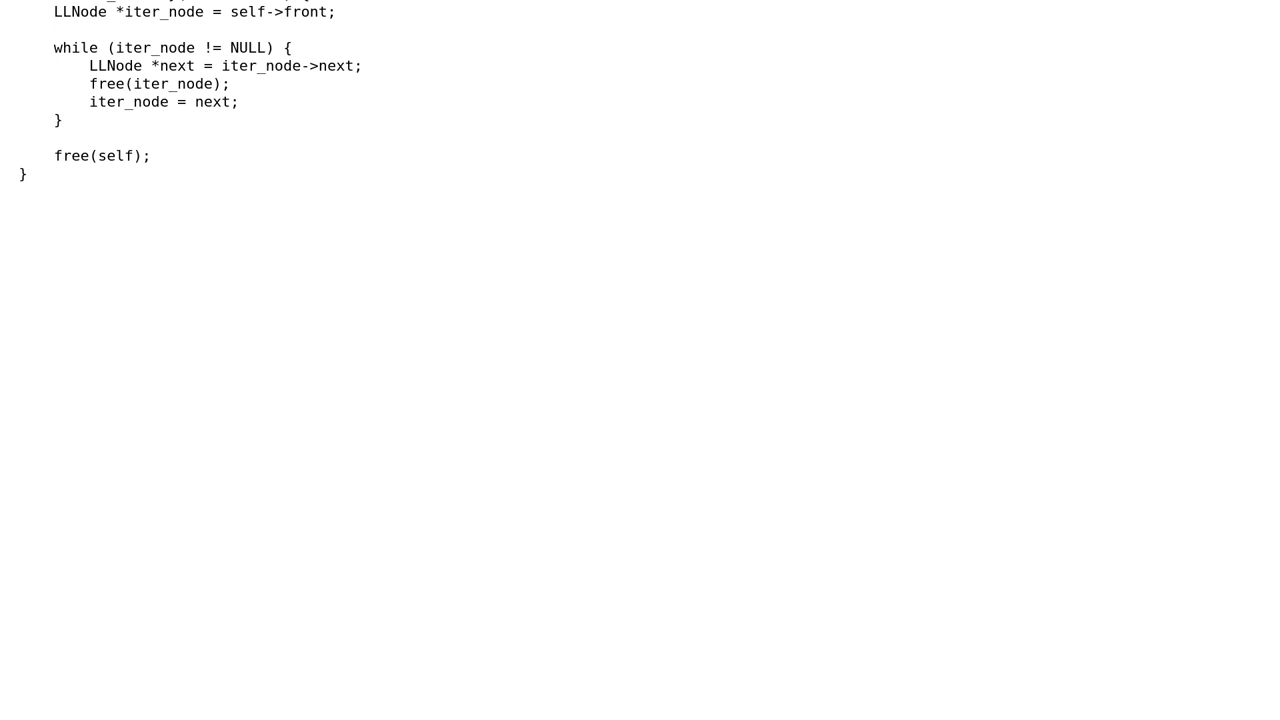 LLNode *iter_node = self->front;

    while (iter_node != NULL) {
        LLNode *next = iter_node->next;
        free(iter_node);
        iter_node = next;
    }

    free(self);
}